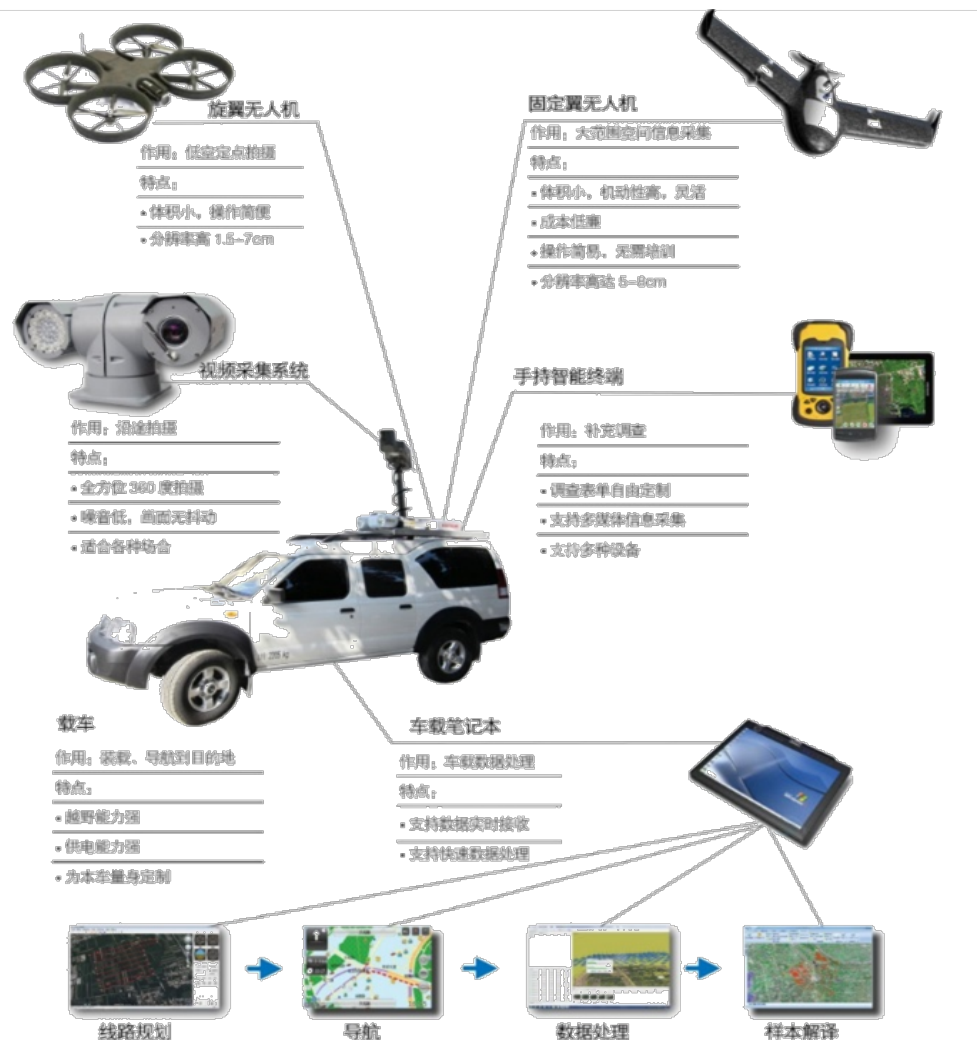 旋翼无人机
作用：低空定点拍摄
特点：
• 体积小，操作简便
• 分辨率高 1.5~7cm
固定翼无人机
作用：大范围空间信息采集
特点：
• 体积小，机动性高，灵活
• 成本低廉
• 操作简易，无需培训
• 分辨率高达 5~8cm
视频采集系统
作用：沿途拍摄
特点：
• 全方位 360 度拍摄
• 噪音低，画面无抖动
• 适合各种场合
手持智能终端
作用：补充调查
特点：
• 调查表单自由定制
• 支持多媒体信息采集
• 支持多种设备
载车
作用：装载、导航到目的地
特点：
• 越野能力强
• 供电能力强
• 为本车量身定制
车载笔记本
作用：车载数据处理
特点：
• 支持数据实时接收
• 支持快速数据处理
线路规划
导航
数据处理
样本解译